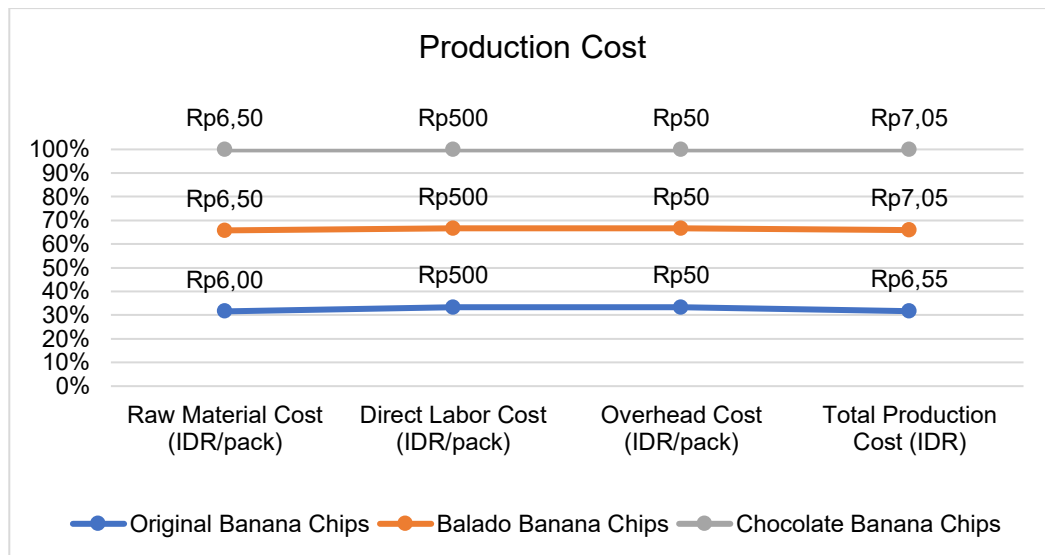 Production Cost
Rp6,50 Rp500 Rp50 Rp7,05
100%
90%
80%
Rp6,50 Rp500 Rp50 Rp7,05
70%
60%
50%
Rp6,00 Rp500 Rp50 Rp6,55
40%
30%
20%
10%
0%
Raw Material Cost Direct Labor Cost Overhead Cost Total Production
(IDR/pack) (IDR/pack) (IDR/pack) Cost (IDR)
Original Banana Chips Balado Banana Chips Chocolate Banana Chips